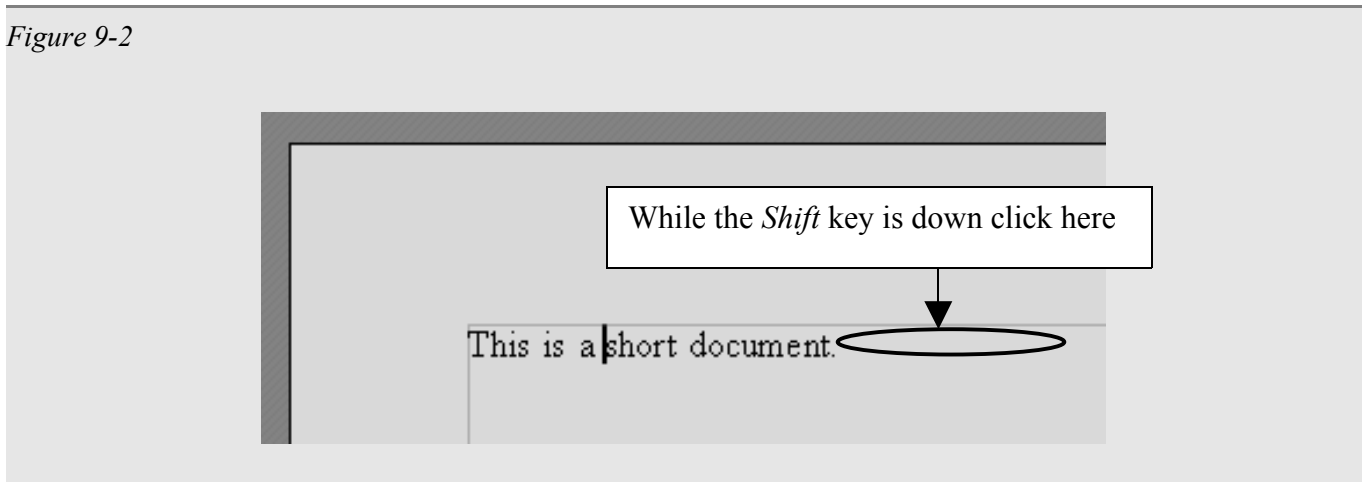 Figure 9-2
While the Shift key is down click here
This is a short document.